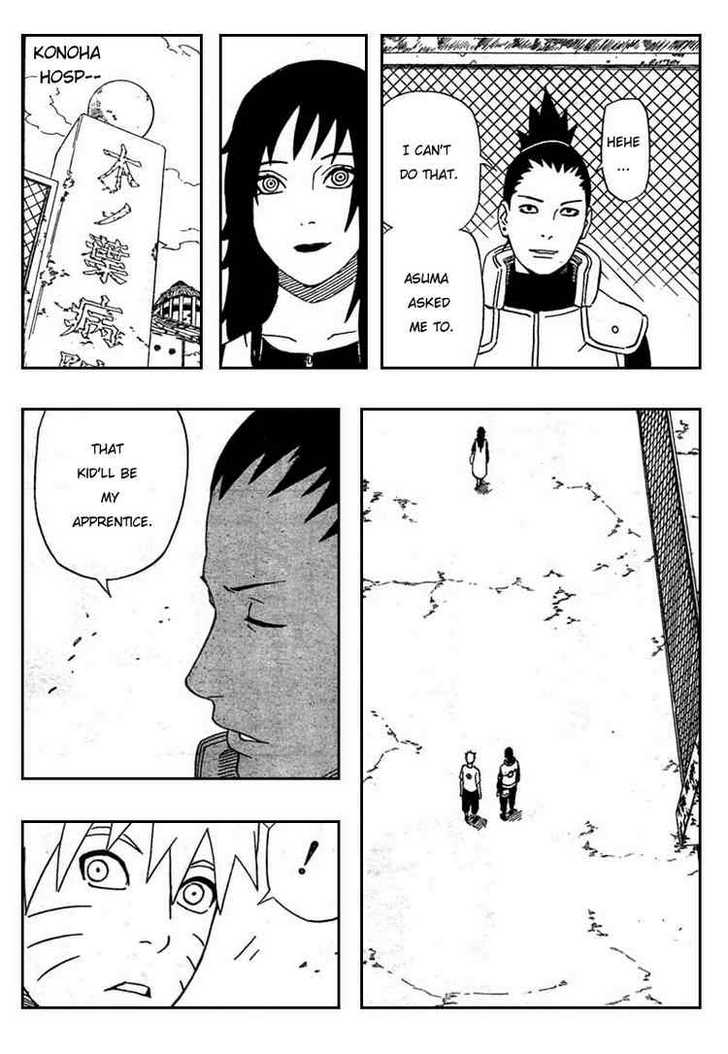 HEHE
...
I CAN'T
DO THAT.
ASUMA
ASKED
ME TO.
KONOHA
HOSP--
木ノ葉病
THAT
KID'LL BE
MY
APPRENTICE.
!